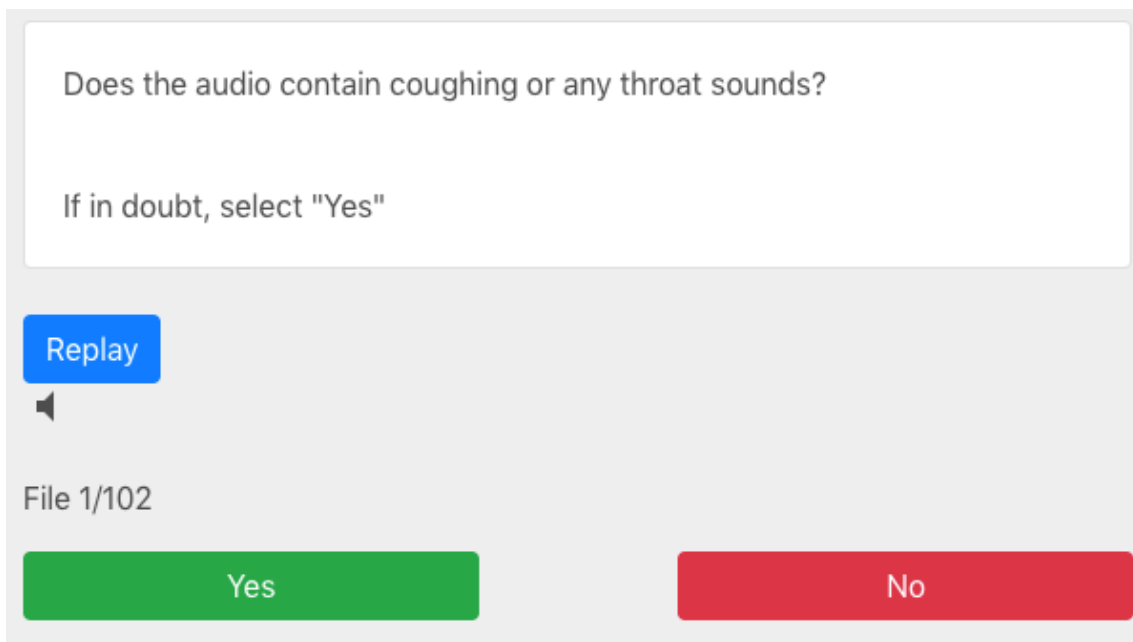 Does the audio contain coughing or any throat sounds?
If in doubt, select "Yes"
Replay
File 1/102
Yes
No